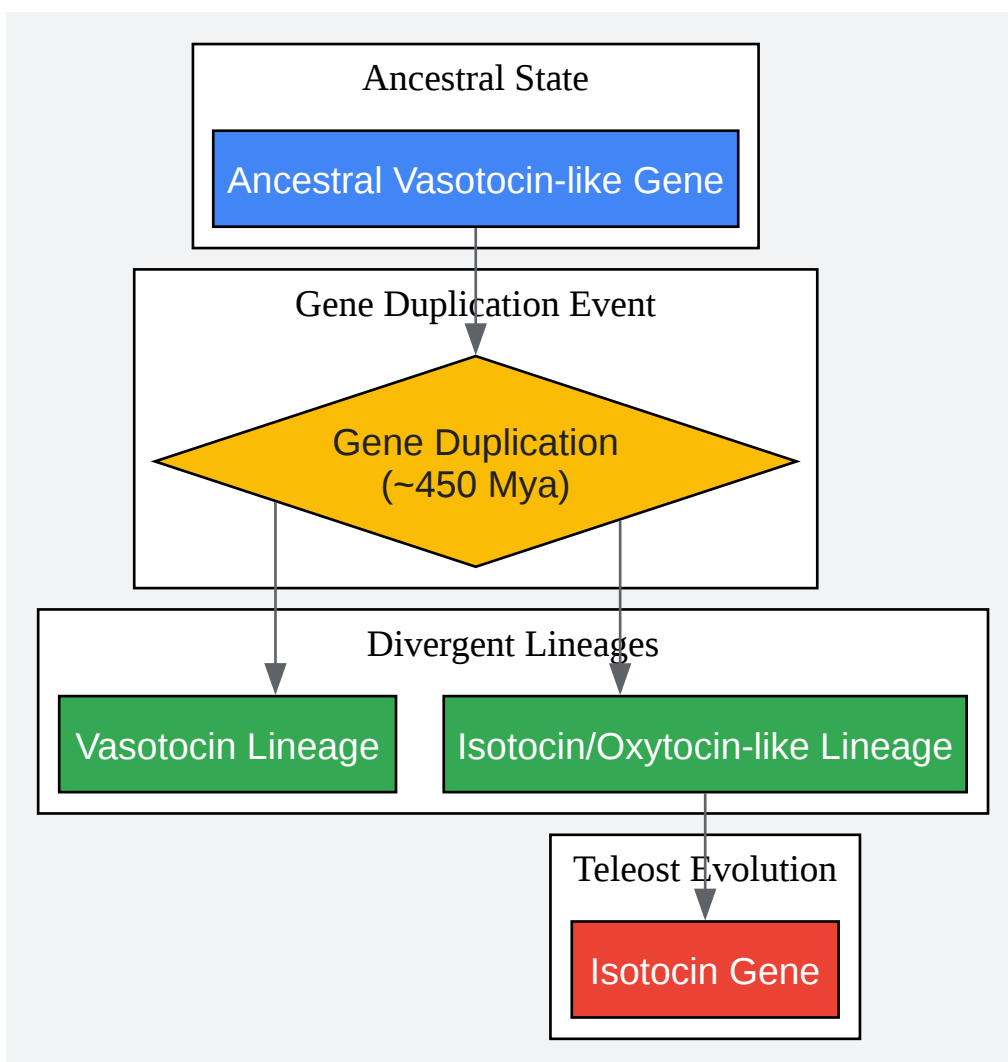 Ancestral State
Ancestral Vasotocin-like Gene
Gene Duplication Event
Gene Duplication
(~450 Mya)
Divergent Lineages
Vasotocin Lineage
Isotocin/Oxytocin-like Lineage
Teleost Evolution
Isotocin Gene